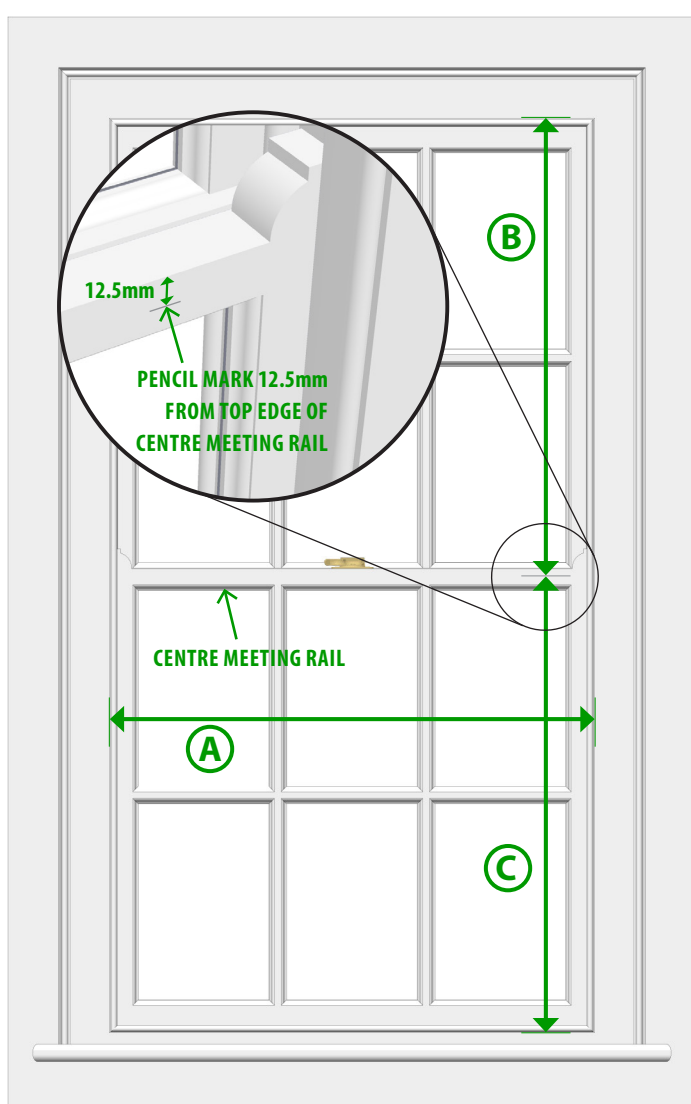 B
12.5mm
PENCIL MARK 12.5mm
FROM TOP EDGE OF
CENTRE MEETING RAIL
CENTRE MEETING RAIL
A
C